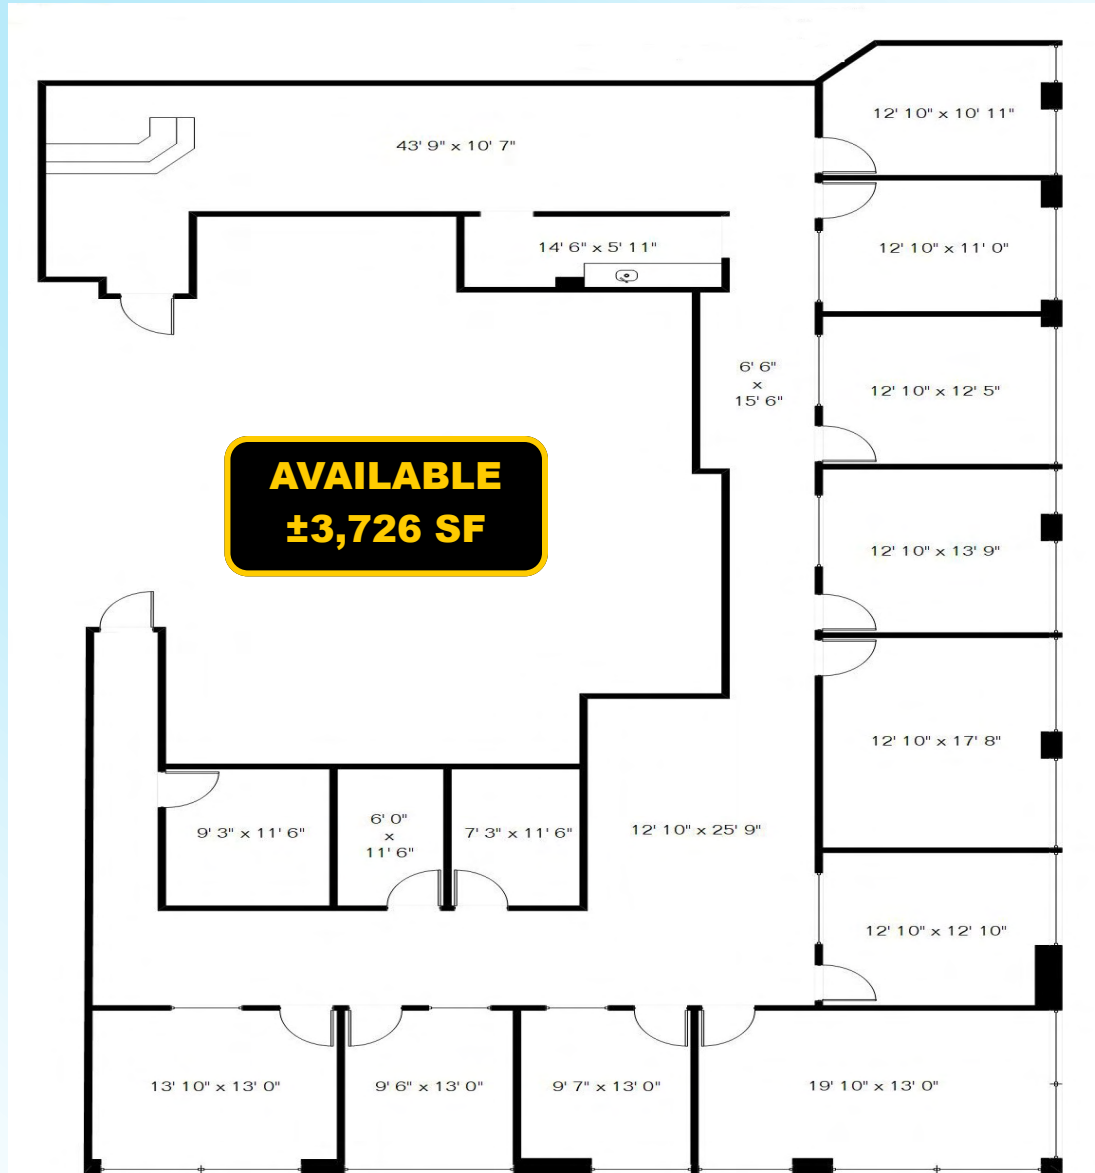 12' 10" x 10' 11"
43' 9" x 10' 7"
14' 6" x 5' 11"
12' 10" x 11' 0"
6' 6"
x
15' 6"
12' 10" x 12' 5"
AVAILABLE
±3,726 SF
12' 10" x 13' 9"
12' 10" x 17' 8"
9' 3" x 11' 6"
6' 0"
x
11' 6"
7' 3" x 11' 6"
12' 10" x 25' 9"
12' 10" x 12' 10"
13' 10" x 13' 0"
9' 6" x 13' 0"
9' 7" x 13' 0"
19' 10" x 13' 0"